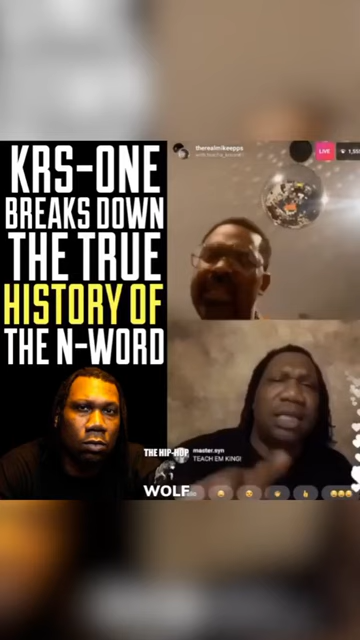 KRS-ONE
BREAKS DOWN
THE TRUE
HISTORY OF
THE N-WORD
therealmikeepps
LIVE
THE HIP-HOP
WOLF
master.syn
TEACH EM KING!